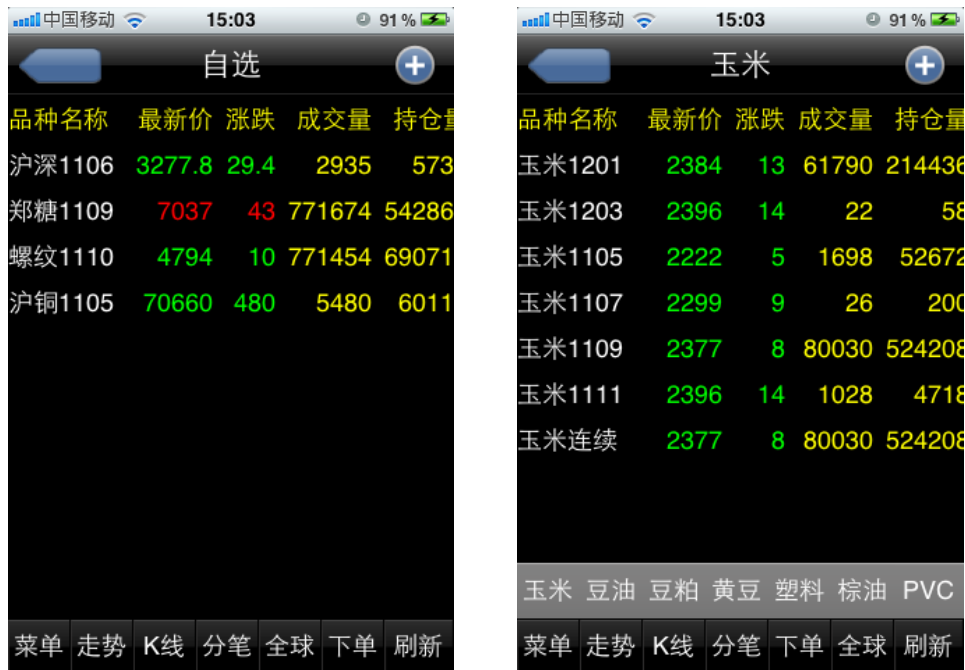 中国移动 15:03 91%
自选
品种名称 最新价 涨跌 成交量 持仓量
沪深1106 3277.8 29.4 2935 573
郑糖1109 7037 43 771674 54286
螺纹1110 4794 10 771454 69071
沪铜1105 70660 480 5480 6011
菜单 走势 K线 分笔 全球 下单 刷新
中国移动 15:03 91%
玉米
品种名称 最新价 涨跌 成交量 持仓量
玉米1201 2384 13 61790 214436
玉米1203 2396 14 22 58
玉米1105 2222 5 1698 52672
玉米1107 2299 9 26 200
玉米1109 2377 8 80030 524208
玉米1111 2396 14 1028 4718
玉米连续 2377 8 80030 524208
玉米 豆油 豆粕 黄豆 塑料 棕油 PVC
菜单 走势 K线 分笔 下单 全球 刷新